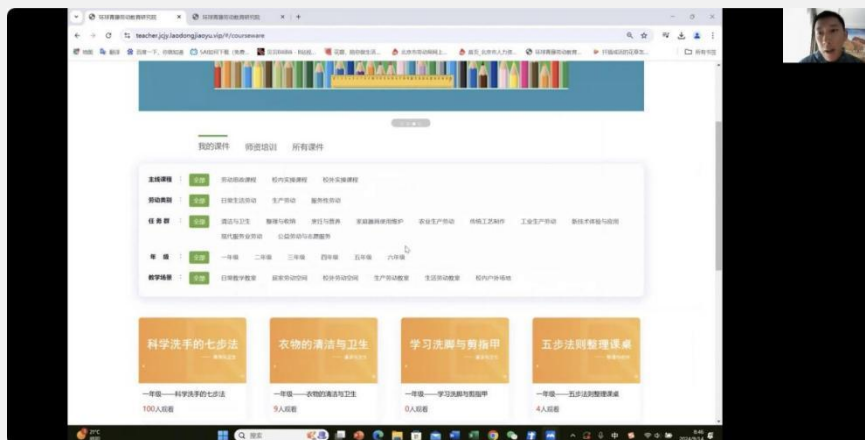 teacher.jcjy.laodongjiaoyu.vip/#/courseware
我的课件 师资培训 所有课件
主线课程 : 全部 劳动思政课程 校内实操课程 校外实操课程
劳动类别 : 全部 日常生活劳动 生产劳动 服务性劳动
任务群 : 全部 清洁与卫生 整理与收纳 烹饪与营养 家庭器具使用维护 农业生产劳动 传统工艺制作 工业生产劳动 新技术体验与应用
现代服务业劳动 公益劳动与志愿服务
年 级 : 全部 一年级 二年级 三年级 四年级 五年级 六年级
教学场景 : 全部 日常教学教室 居家劳动空间 校外劳动空间 生产劳动教室 生活劳动教室 校内户外场地
科学洗手的七步法 衣物的清洁与卫生 学习洗脚与剪指甲 五步法则整理课桌
一年级——科学洗手的七步法 一年级——衣物的清洁与卫生 一年级——学习洗脚与剪指甲 一年级——五步法则整理课桌
100人观看 9人观看 0人观看 4人观看
21°C 搜索 中 8:46
2024/9/14